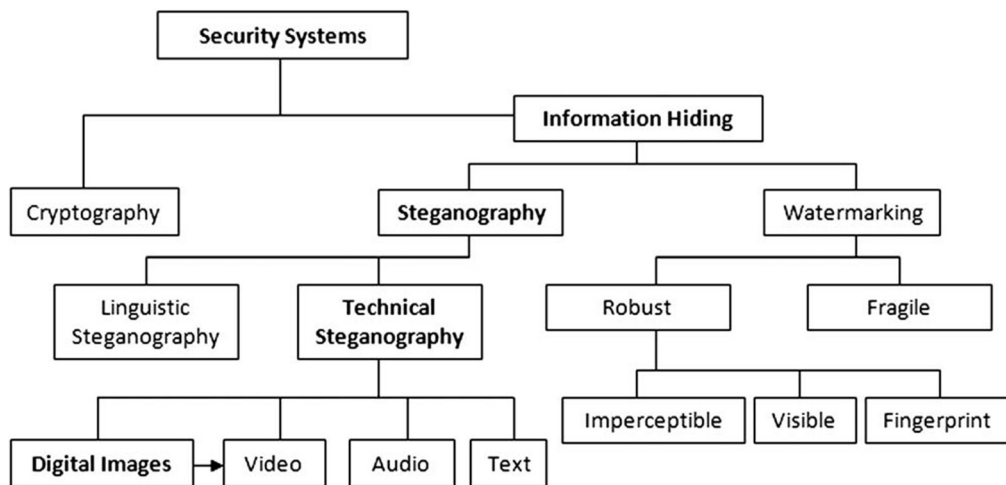 Security Systems
Information Hiding
Cryptography
Steganography
Watermarking
Linguistic
Steganography
Technical
Steganography
Robust
Fragile
Imperceptible
Visible
Fingerprint
Digital Images
Video
Audio
Text